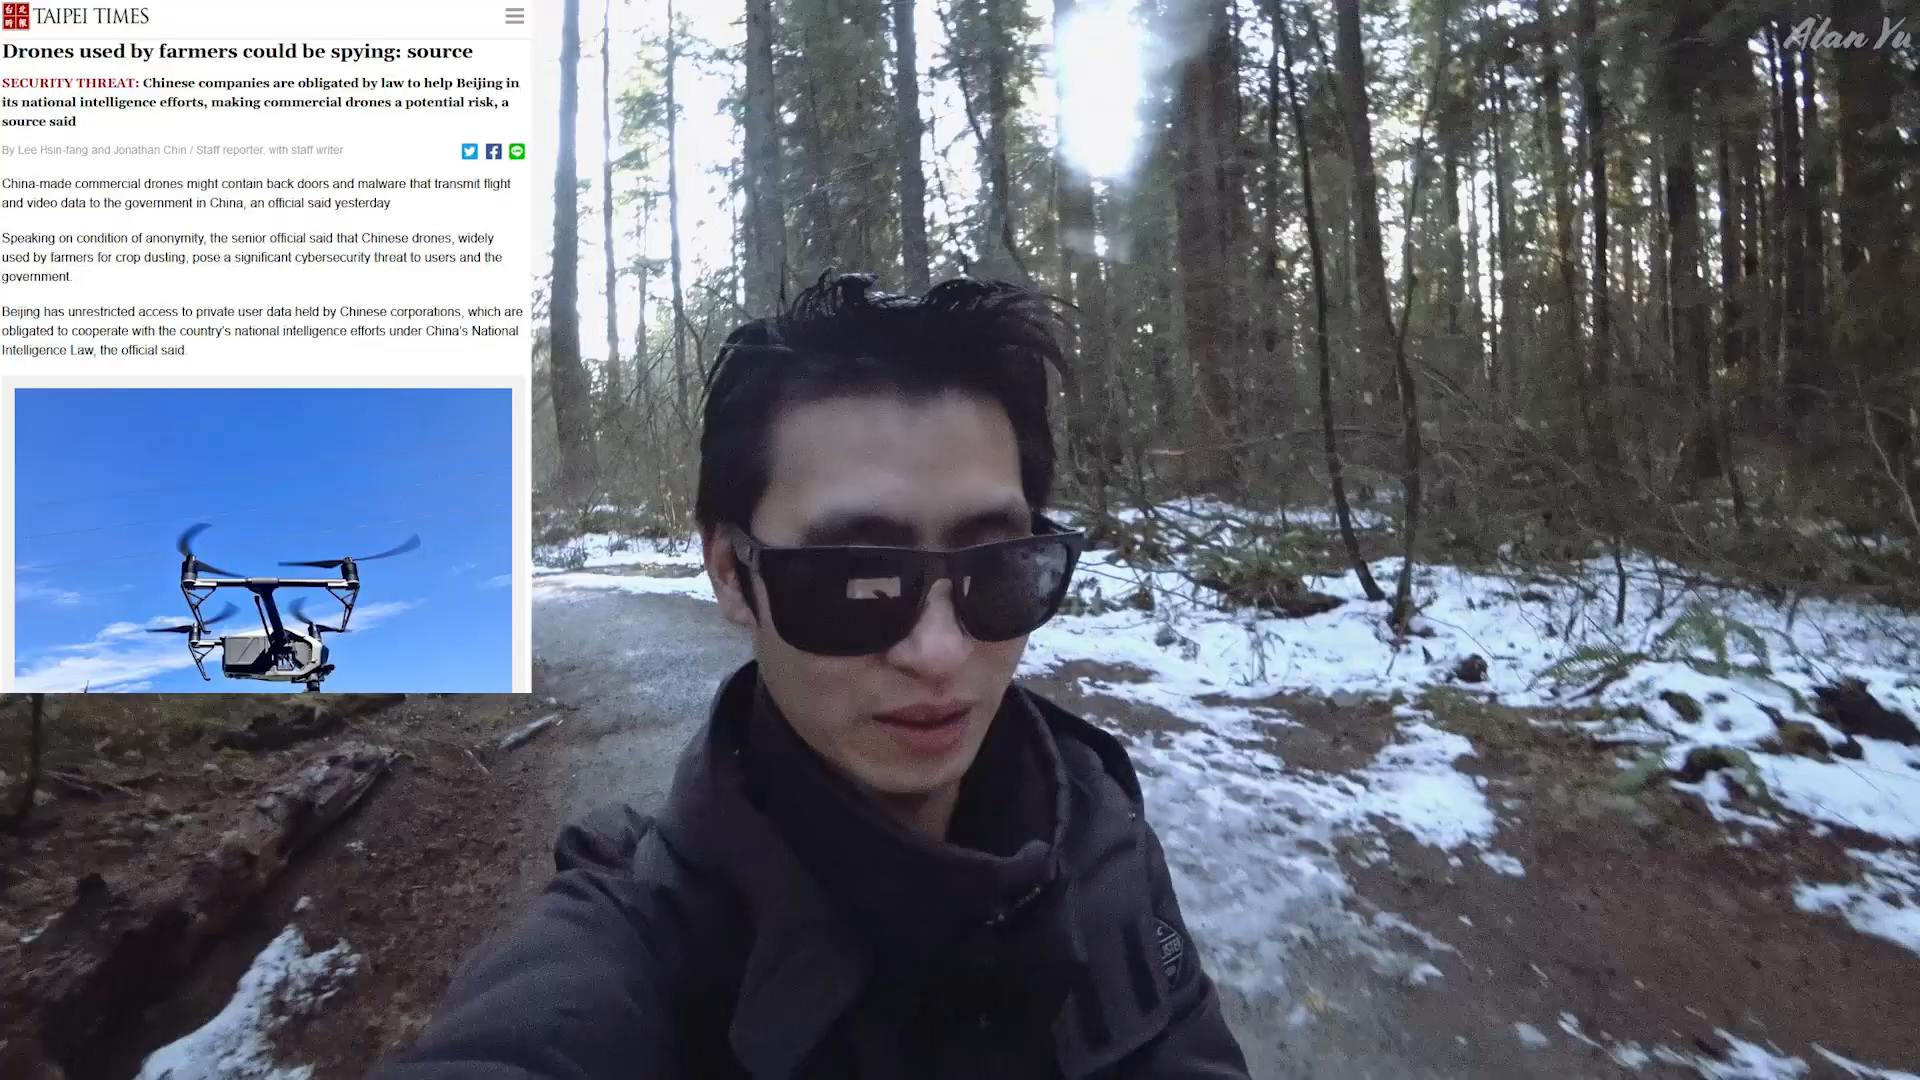 台北時報
TAIPEI TIMES
Drones used by farmers could be spying: source
SECURITY THREAT: Chinese companies are obligated by law to help Beijing in
its national intelligence efforts, making commercial drones a potential risk, a
source said
By Lee Hsin-fang and Jonathan Chin / Staff reporter, with staff writer
China-made commercial drones might contain back doors and malware that transmit flight
and video data to the government in China, an official said yesterday.
Speaking on condition of anonymity, the senior official said that Chinese drones, widely
used by farmers for crop dusting, pose a significant cybersecurity threat to users and the
government.
Beijing has unrestricted access to private user data held by Chinese corporations, which are
obligated to cooperate with the country's national intelligence efforts under China's National
Intelligence Law, the official said.
Alan Yu